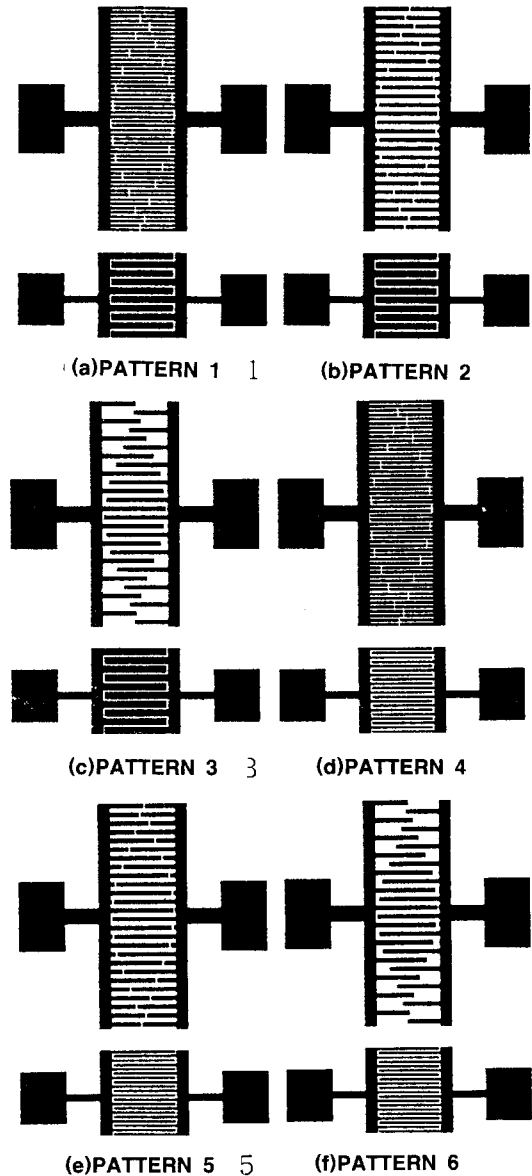 (a)PATTERN 1 1
(b)PATTERN 2
(c)PATTERN 3 3
(d)PATTERN 4
(e)PATTERN 5 5
(f)PATTERN 6